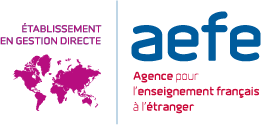 ÉTABLISSEMENT
EN GESTION DIRECTE
aefe
Agence pour
l'enseignement français
à l'étranger